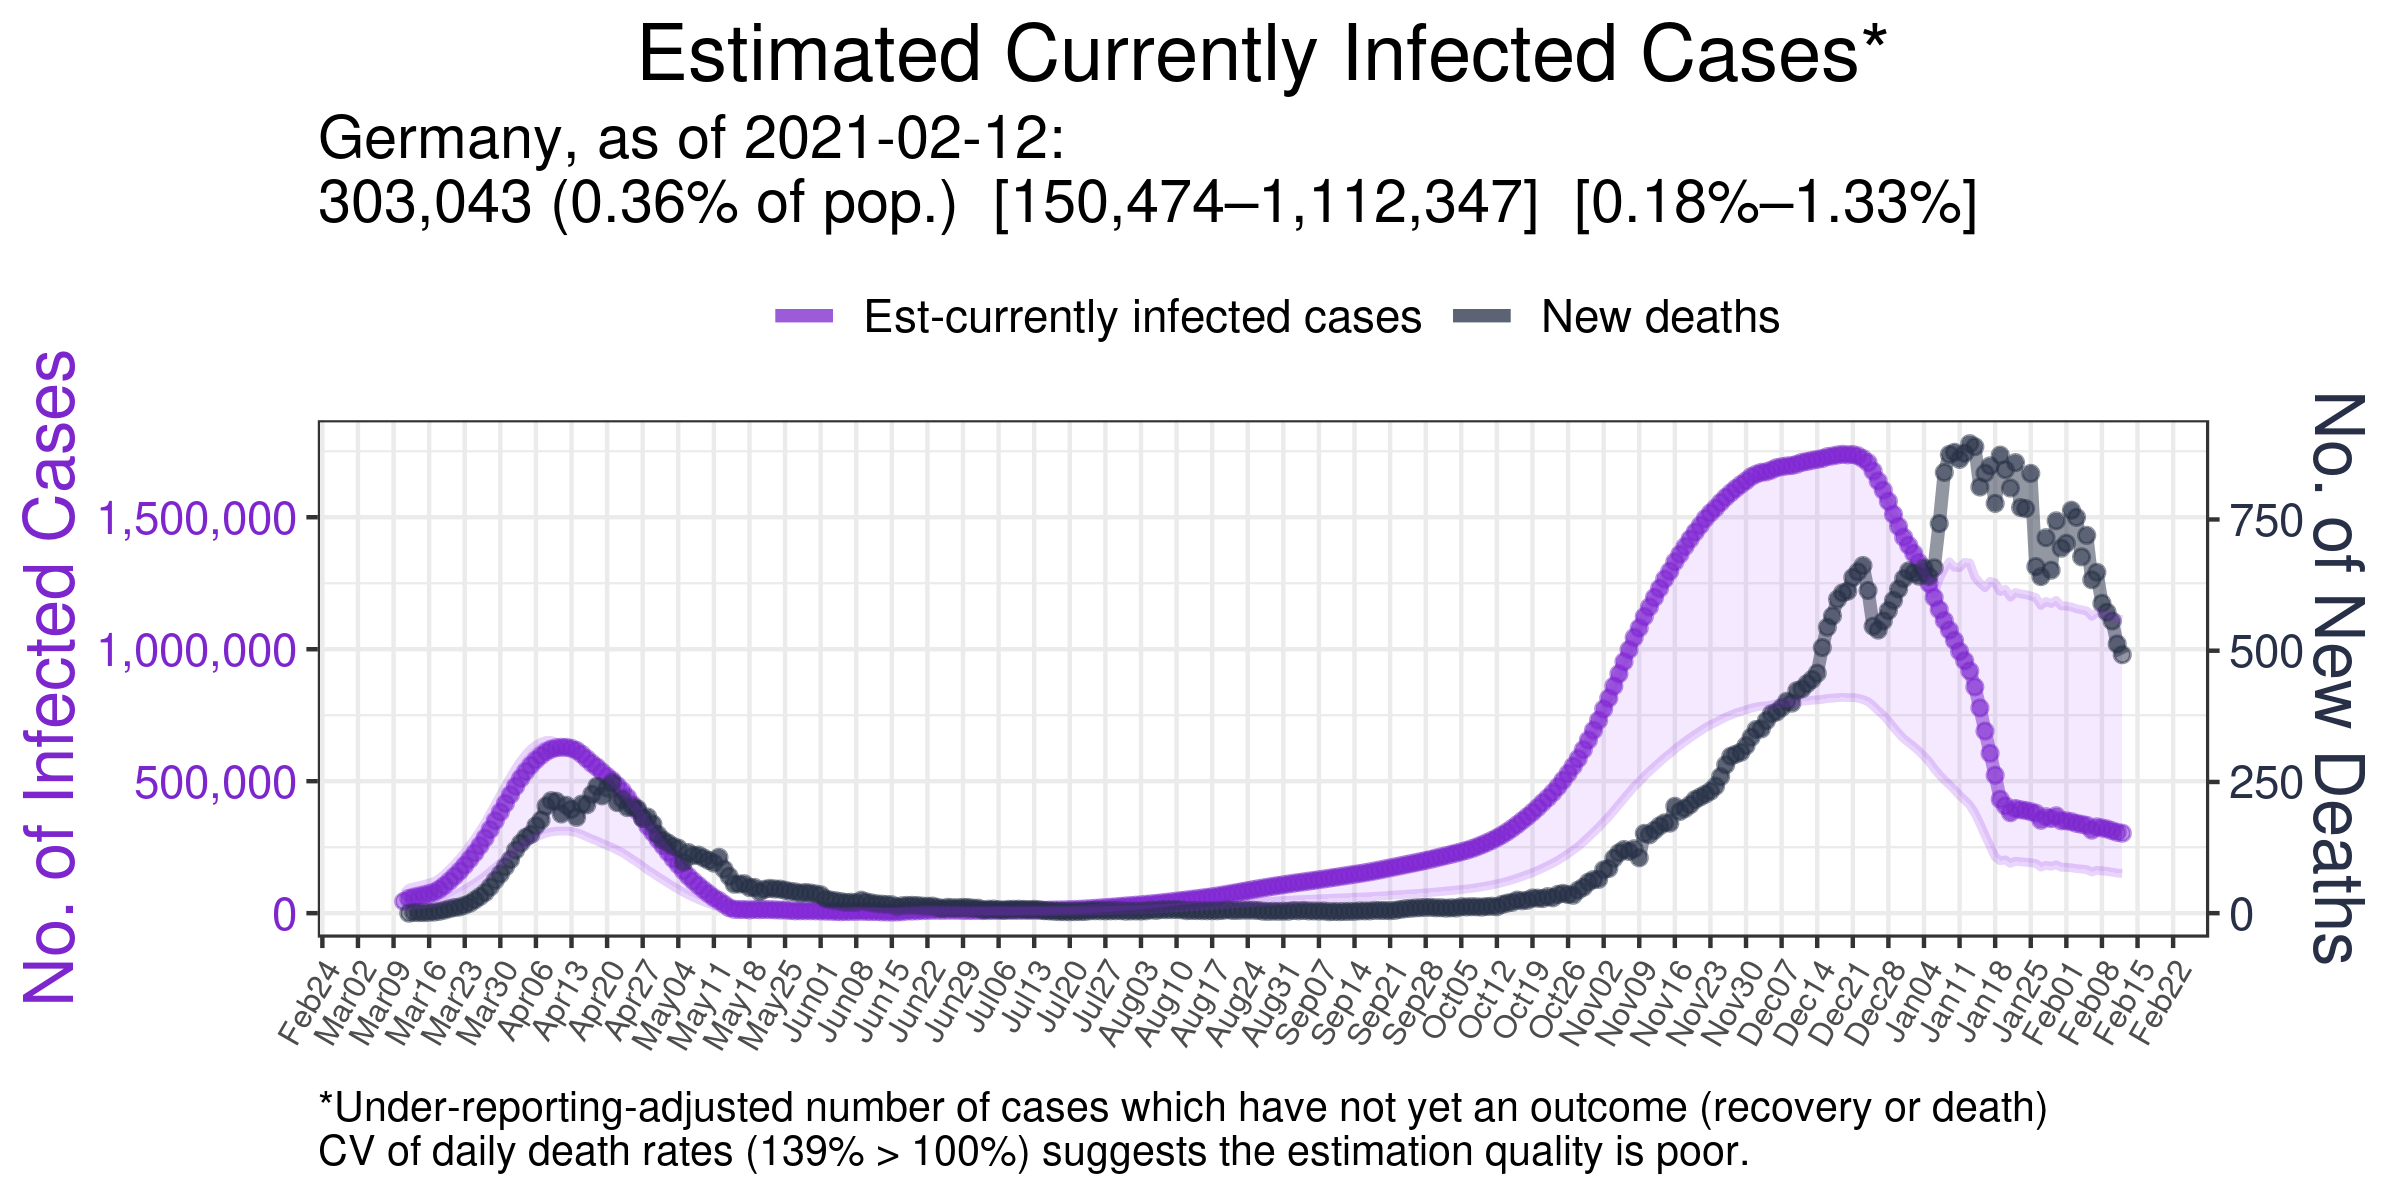 Estimated Currently Infected Cases*
Germany, as of 2021-02-12:
303,043 (0.36% of pop.)  [150,474–1,112,347]  [0.18%–1.33%]
Est-currently infected cases
New deaths
No. of Infected Cases
1,500,000
1,000,000
500,000
0
No. of New Deaths
750
500
250
0
Feb24
Mar02
Mar09
Mar16
Mar23
Mar30
Apr06
Apr13
Apr20
Apr27
May04
May11
May18
May25
Jun01
Jun08
Jun15
Jun22
Jun29
Jul06
Jul13
Jul20
Jul27
Aug03
Aug10
Aug17
Aug24
Aug31
Sep07
Sep14
Sep21
Sep28
Oct05
Oct12
Oct19
Oct26
Nov02
Nov09
Nov16
Nov23
Nov30
Dec07
Dec14
Dec21
Dec28
Jan04
Jan11
Jan18
Jan25
Feb01
Feb08
Feb15
Feb22
*Under-reporting-adjusted number of cases which have not yet an outcome (recovery or death)
CV of daily death rates (139% > 100%) suggests the estimation quality is poor.